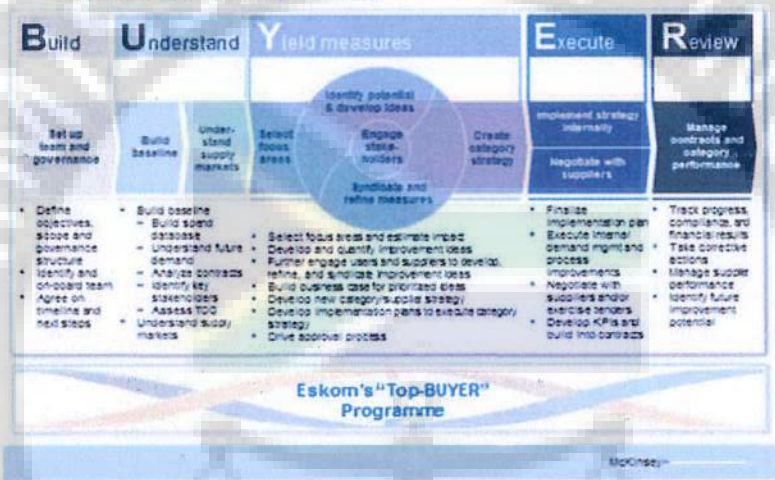 Build
Understand
Yield measures
Execute
Review
Set up
team and
governance
Build
baseline
Under-
stand
supply
markets
Select
focus
areas
Identify potential
& develop ideas
Engage
stake-
holders
Syndicate and
refine measures
Create
category
strategy
Implement strategy
internally
Negotiate with
suppliers
Manage
contracts and
category
performance
• Define
objectives,
scope and
governance
structure
• Identify and
on-board team
• Agree on
timeline and
next steps
• Build baseline
– Build spend
database
– Understand future
demand
– Analyze contracts
– Identify key
stakeholders
– Assess TCO
• Understand supply
markets
• Select focus areas and estimate impact
• Develop and quantify improvement ideas
• Further engage users and suppliers to develop,
refine, and syndicate improvement ideas
• Build business case for prioritized ideas
• Develop new category/supplier strategy
• Develop implementation plans to execute category
strategy
• Drive approval process
• Finalize
implementation plan
• Execute internal
demand mgmt and
process
improvements
• Negotiate with
suppliers and/or
exercise tenders
• Develop KPIs and
build into contracts
• Track progress,
compliance, and
financial results
• Take corrective
actions
• Manage supplier
performance
• Identify future
improvement
potential
Eskom's "Top-BUYER"
Programme
McKinsey